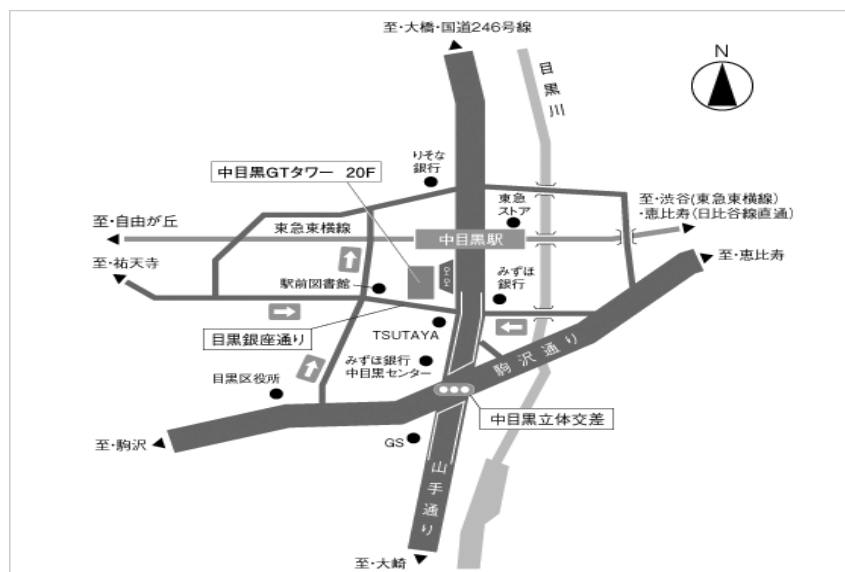 至・大橋・国道246号線
N
目黒川
りそな
銀行
中目黒GTタワー 20F
東急
ストア
至・渋谷(東急東横線)
・恵比寿(日比谷線直通)
至・自由が丘
東急東横線
中目黒駅
至・恵比寿
至・祐天寺
駅前図書館
みずほ
銀行
目黒銀座通り
TSUTAYA
駒沢通り
みずほ銀行
中目黒センター
目黒区役所
中目黒立体交差
至・駒沢
GS
山手通り
至・大崎